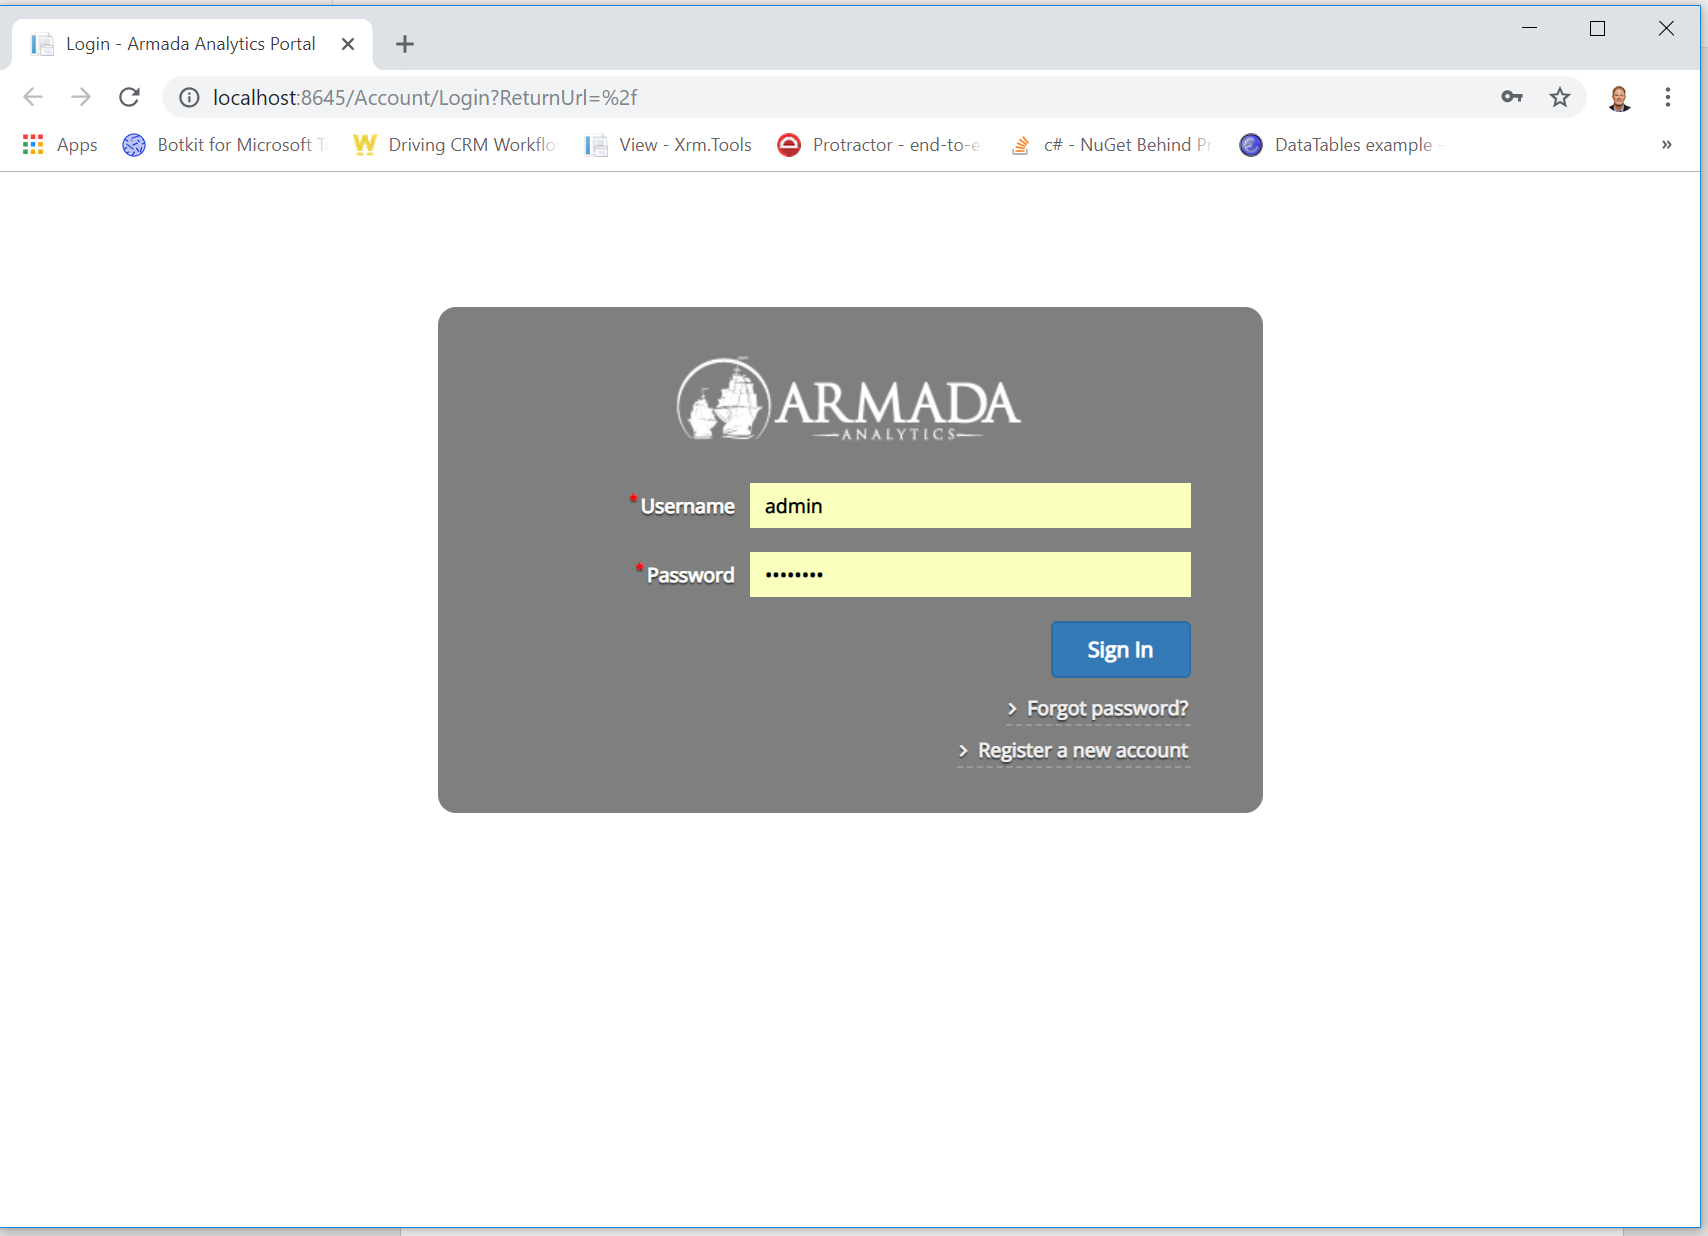 Login - Armada Analytics Portal
localhost:8645/Account/Login?ReturnUrl=%2f
Apps Botkit for Microsoft T Driving CRM Workflo View - Xrm.Tools Protractor - end-to-e c# - NuGet Behind Pr DataTables example - »
ARMADA
ANALYTICS
*Username admin
*Password ••••••••
Sign In
Forgot password?
Register a new account